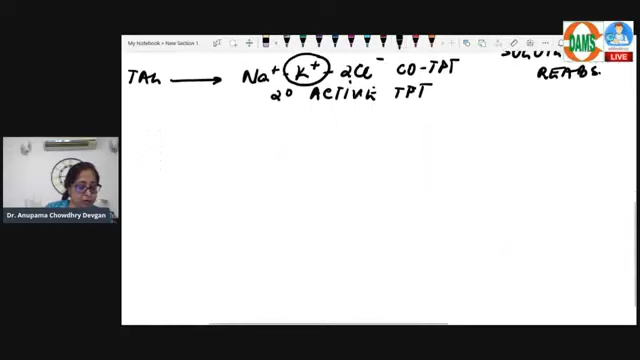 My Notebook > New Section 1
DAMS
LIVE
REABS.
TAL → Na⁺ - K⁺ - 2Cl⁻ CO-TPT
2° ACTIVE TPT
Dr. Anupama Chowdhry Devgan